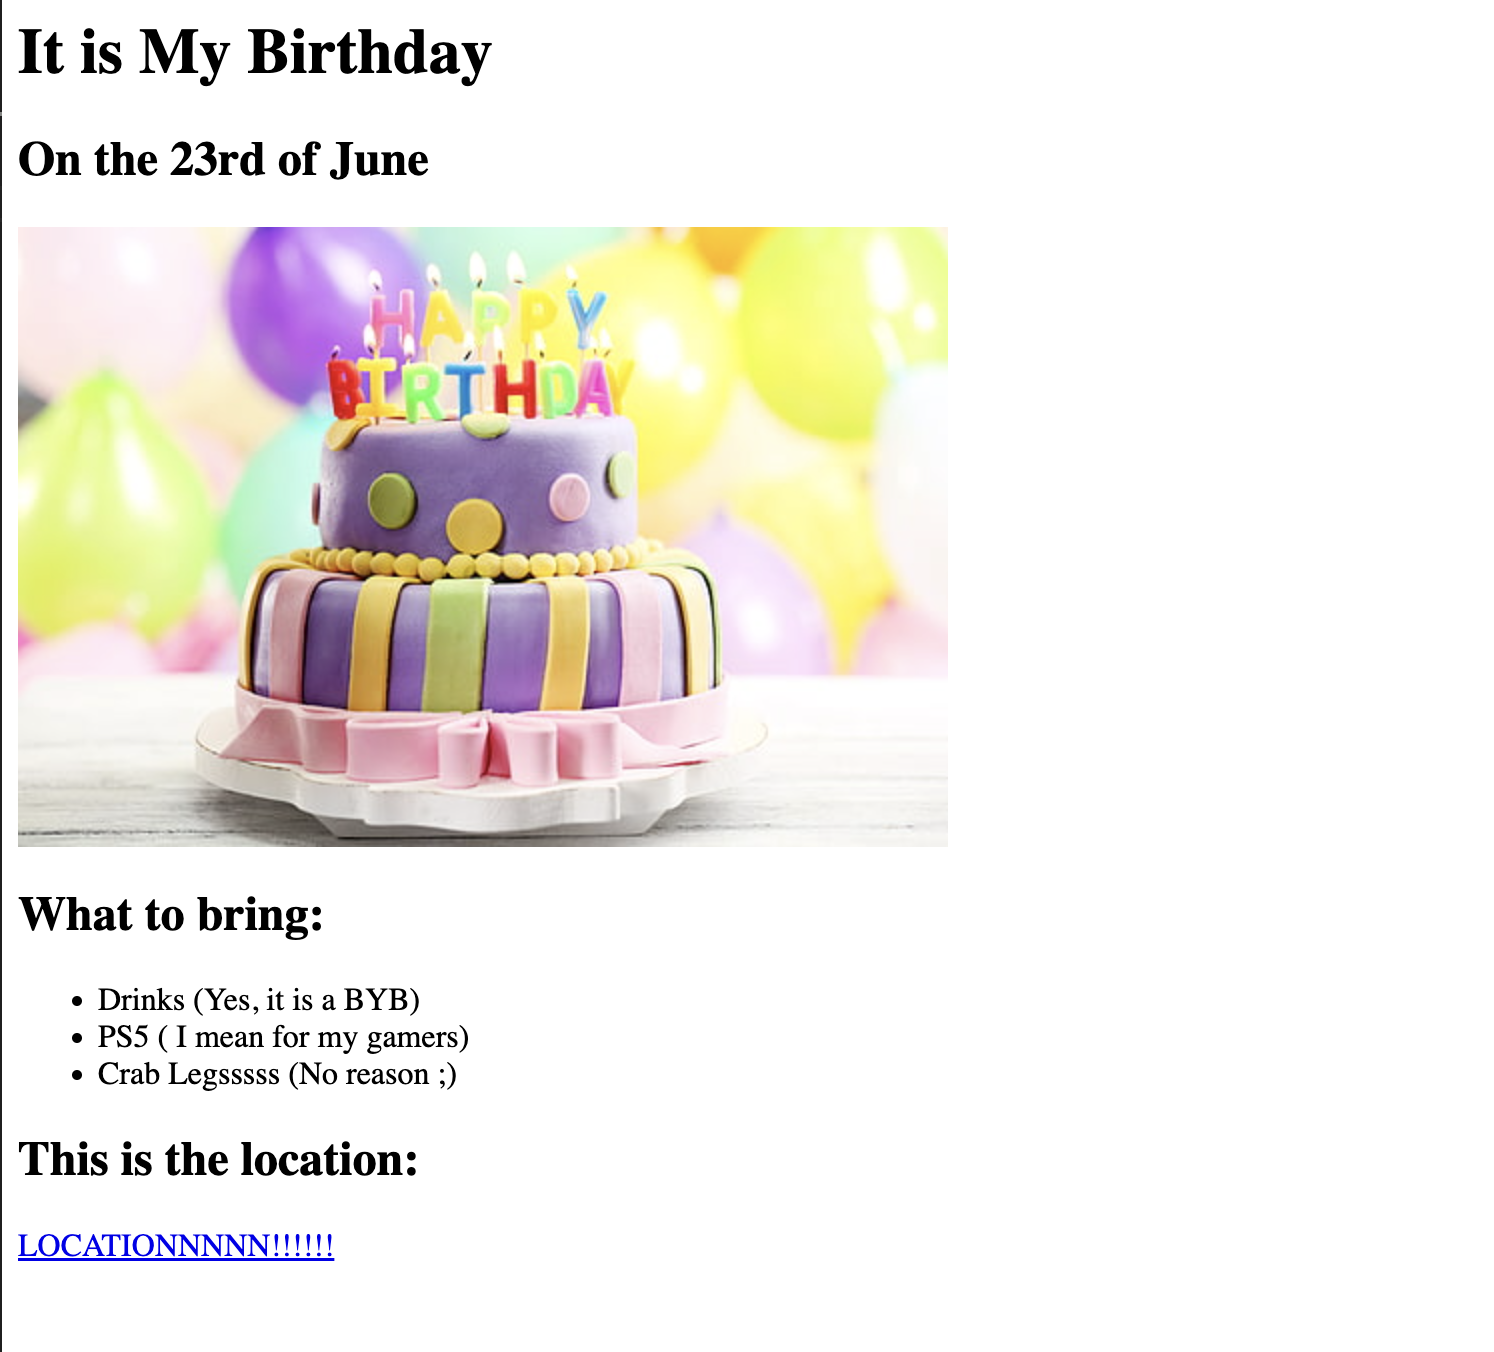 It is My Birthday
On the 23rd of June
HAPPY
BIRTHDAY
What to bring:
Drinks (Yes, it is a BYB)
PS5 ( I mean for my gamers)
Crab Legsssss (No reason ;)
This is the location:
LOCATIONNNNN!!!!!!